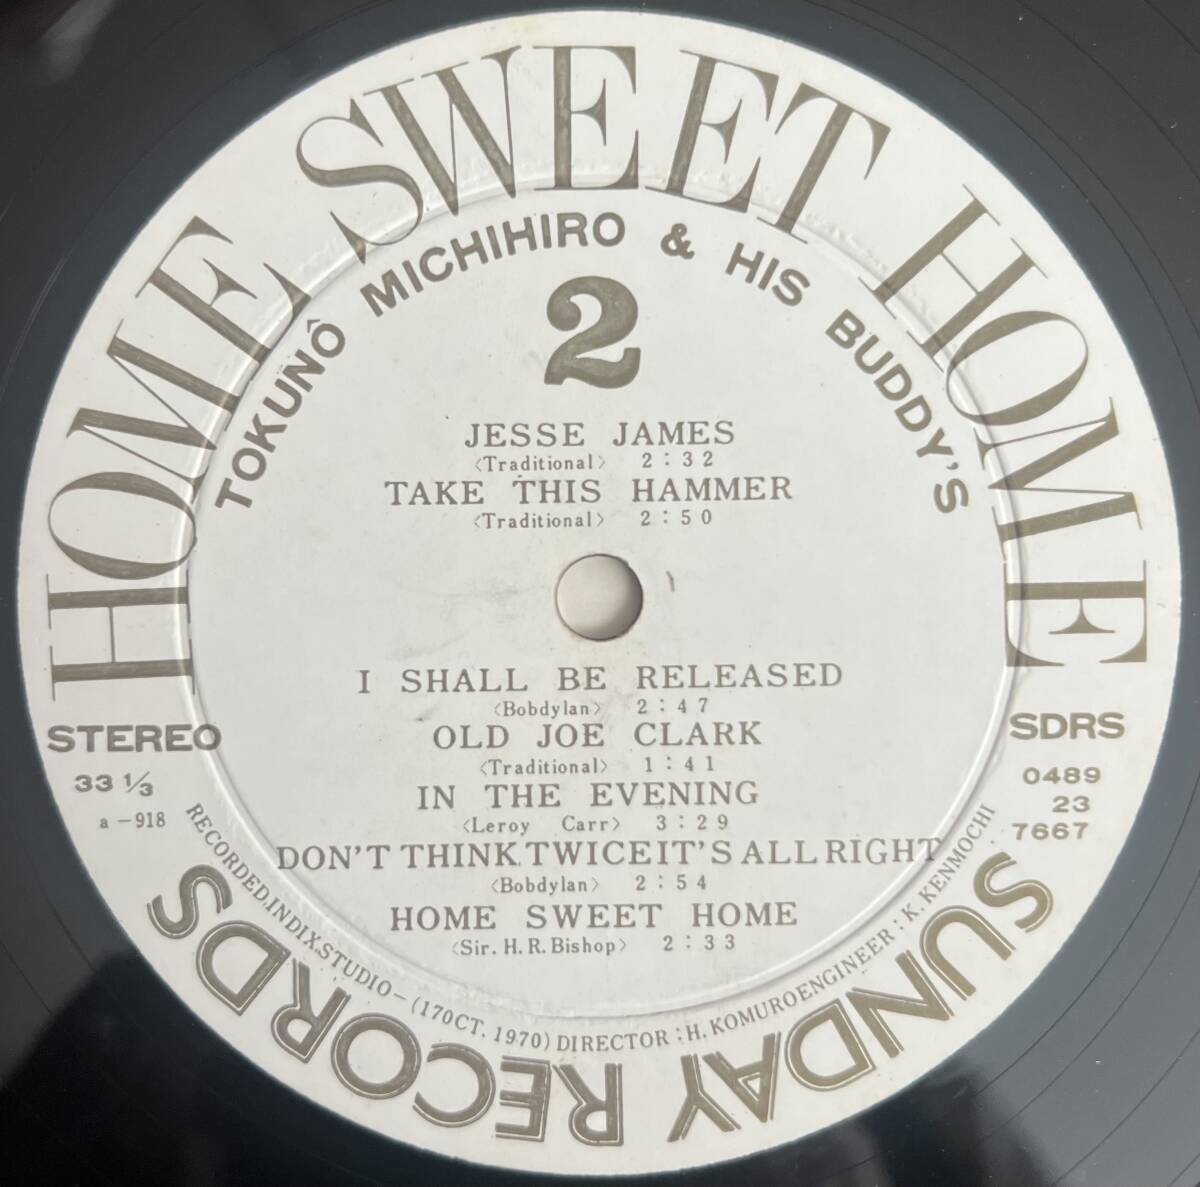 HOME SWEET HOME
TOKUNÔ MICHIHIRO & HIS BUDDY'S
2
JESSE JAMES
<Traditional> 2:32
TAKE THIS HAMMER
<Traditional> 2:50
I SHALL BE RELEASED
<Bobdylan> 2:47
OLD JOE CLARK
<Traditional> 1:41
IN THE EVENING
<Leroy Carr> 3:29
DON'T THINK TWICE IT'S ALL RIGHT
<Bobdylan> 2:54
HOME SWEET HOME
<Sir. H. R. Bishop> 2:33
STEREO
33 1/3
a-918
SDRS
0489
23
7667
RECORDED.INDIX.STUDIO-(17OCT. 1970) DIRECTOR:H. KOMURO ENGINEER:K. KENMOCHI
SUNDAY RECORDS